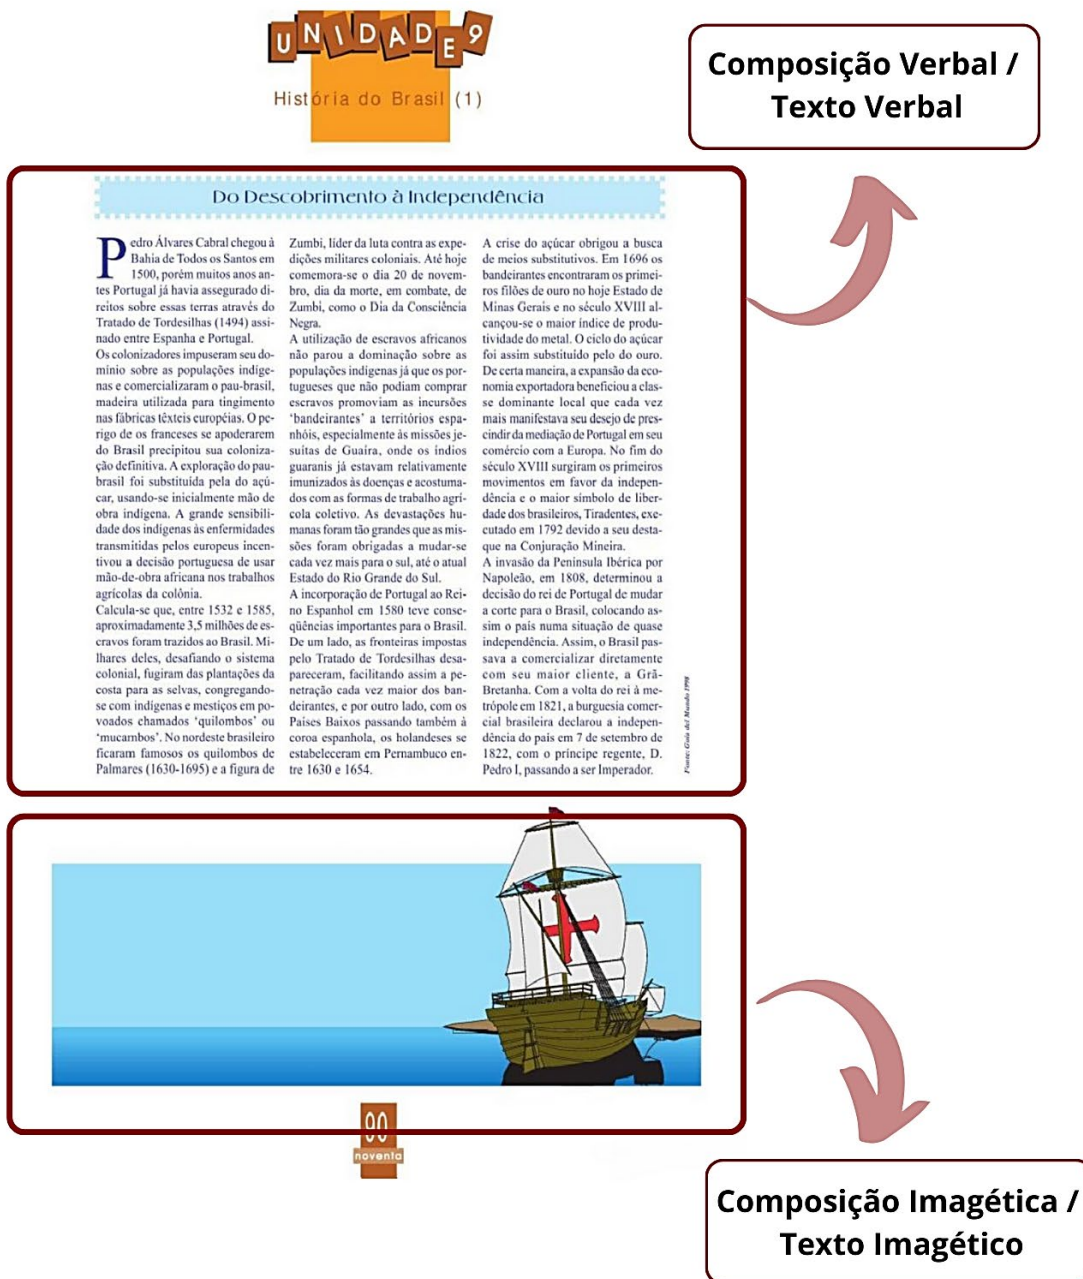 UNIDADE 9
História do Brasil (1)
Composição Verbal /
Texto Verbal
Do Descobrimento à Independência
Pedro Álvares Cabral chegou à
Bahia de Todos os Santos em
1500, porém muitos anos an-
tes Portugal já havia assegurado di-
reitos sobre essas terras através do
Tratado de Tordesilhas (1494) assi-
nado entre Espanha e Portugal.
Os colonizadores impuseram seu do-
mínio sobre as populações indíge-
nas e comercializaram o pau-brasil,
madeira utilizada para tingimento
nas fábricas têxteis européias. O pe-
rigo de os franceses se apoderarem
do Brasil precipitou sua coloniza-
ção definitiva. A exploração do pau-
brasil foi substituída pela do açú-
car, usando-se inicialmente mão de
obra indígena. A grande sensibili-
dade dos indígenas às enfermidades
transmitidas pelos europeus incen-
tivou a decisão portuguesa de usar
mão-de-obra africana nos trabalhos
agrícolas da colônia.
Calcula-se que, entre 1532 e 1585,
aproximadamente 3,5 milhões de es-
cravos foram trazidos ao Brasil. Mi-
lhares deles, desafiando o sistema
colonial, fugiram das plantações da
costa para as selvas, congregando-
se com indígenas e mestiços em po-
voados chamados 'quilombos' ou
'mucambos'. No nordeste brasileiro
ficaram famosos os quilombos de
Palmares (1630-1695) e a figura de
Zumbi, líder da luta contra as expe-
dições militares coloniais. Até hoje
comemora-se o dia 20 de novem-
bro, dia da morte, em combate, de
Zumbi, como o Dia da Consciência
Negra.
A utilização de escravos africanos
não parou a dominação sobre as
populações indígenas já que os por-
tugueses que não podiam comprar
escravos promoviam as incursões
'bandeirantes' a territórios espa-
nhóis, especialmente às missões je-
suítas de Guaira, onde os índios
guaranis já estavam relativamente
imunizados às doenças e acostuma-
dos com as formas de trabalho agrí-
cola coletivo. As devastações hu-
manas foram tão grandes que as mis-
sões foram obrigadas a mudar-se
cada vez mais para o sul, até o atual
Estado do Rio Grande do Sul.
A incorporação de Portugal ao Rei-
no Espanhol em 1580 teve conse-
qüências importantes para o Brasil.
De um lado, as fronteiras impostas
pelo Tratado de Tordesilhas desa-
pareceram, facilitando assim a pe-
netração cada vez maior dos ban-
deirantes, e por outro lado, com os
Países Baixos passando também à
coroa espanhola, os holandeses se
estabeleceram em Pernambuco en-
tre 1630 e 1654.
A crise do açúcar obrigou a busca
de meios substitutivos. Em 1696 os
bandeirantes encontraram os primei-
ros filões de ouro no hoje Estado de
Minas Gerais e no século XVIII al-
cançou-se o maior índice de produ-
tividade do metal. O ciclo do açúcar
foi assim substituído pelo do ouro.
De certa maneira, a expansão da eco-
nomia exportadora beneficiou a clas-
se dominante local que cada vez
mais manifestava seu desejo de pres-
cindir da mediação de Portugal em seu
comércio com a Europa. No fim do
século XVIII surgiram os primeiros
movimentos em favor da indepen-
dência e o maior símbolo de liber-
dade dos brasileiros, Tiradentes, exe-
cutado em 1792 devido a seu desta-
que na Conjuração Mineira.
A invasão da Península Ibérica por
Napoleão, em 1808, determinou a
decisão do rei de Portugal de mudar
a corte para o Brasil, colocando as-
sim o país numa situação de quase
independência. Assim, o Brasil pas-
sava a comercializar diretamente
com seu maior cliente, a Grã-
Bretanha. Com a volta do rei à me-
trópole em 1821, a burguesia comer-
cial brasileira declarou a indepen-
dência do país em 7 de setembro de
1822, com o príncipe regente, D.
Pedro I, passando a ser Imperador.
Fonte: Guia del Mundo 1998
90
noventa
Composição Imagética /
Texto Imagético